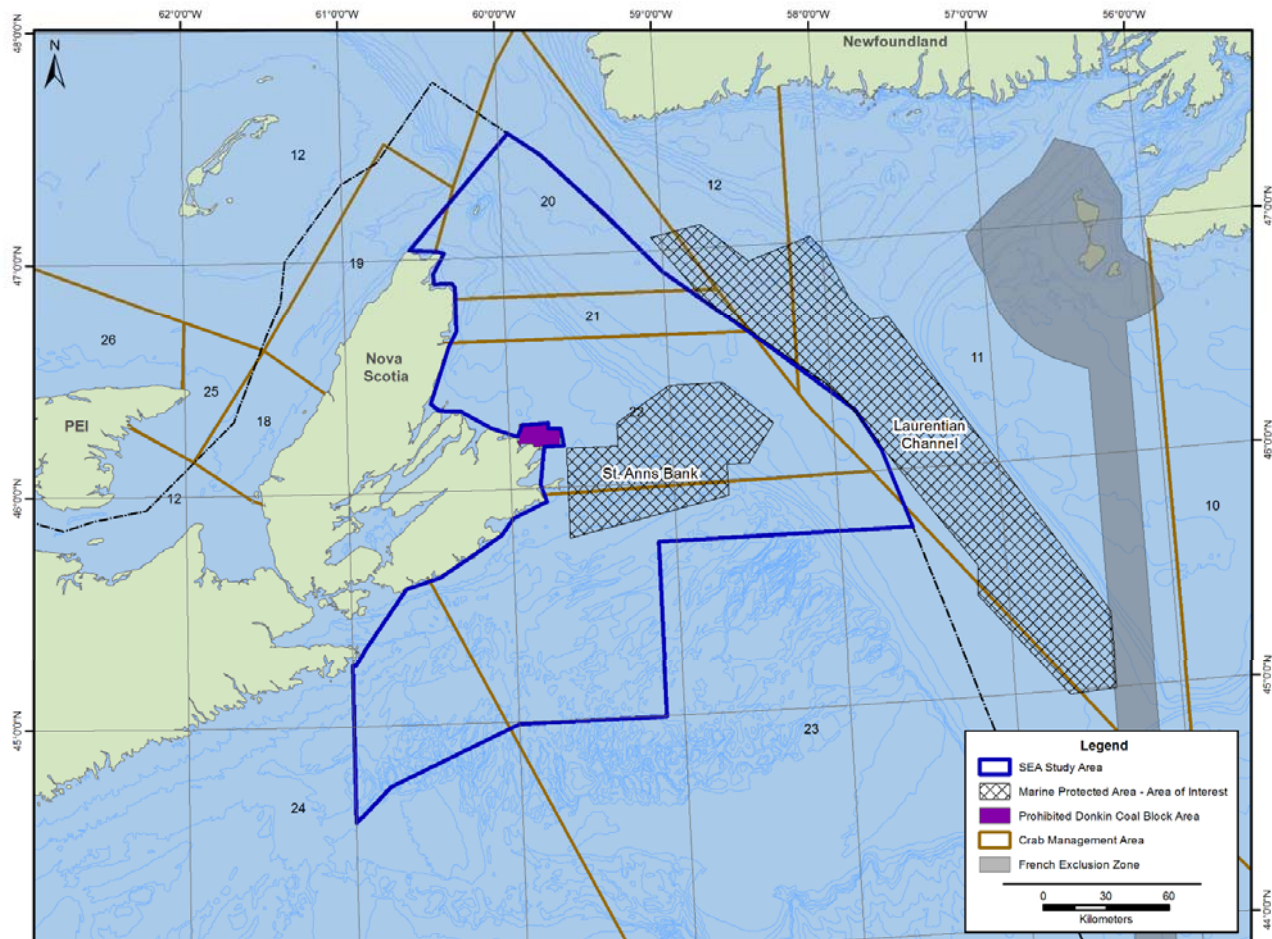 62°0'0"W 61°0'0"W 60°0'0"W 59°0'0"W 58°0'0"W 57°0'0"W 56°0'0"W
48°0'0"N
N
Newfoundland
12
12
20
47°0'0"N
47°0'0"N
19
21
26
11
Nova
Scotia
25
PEI
18
22
Laurentian
Channel
46°0'0"N
St. Anns Bank
46°0'0"N
12
10
45°0'0"N
45°0'0"N
23
24
Legend
SEA Study Area
Marine Protected Area - Area of Interest
Prohibited Donkin Coal Block Area
Crab Management Area
French Exclusion Zone
0 30 60
Kilometers
44°0'0"N